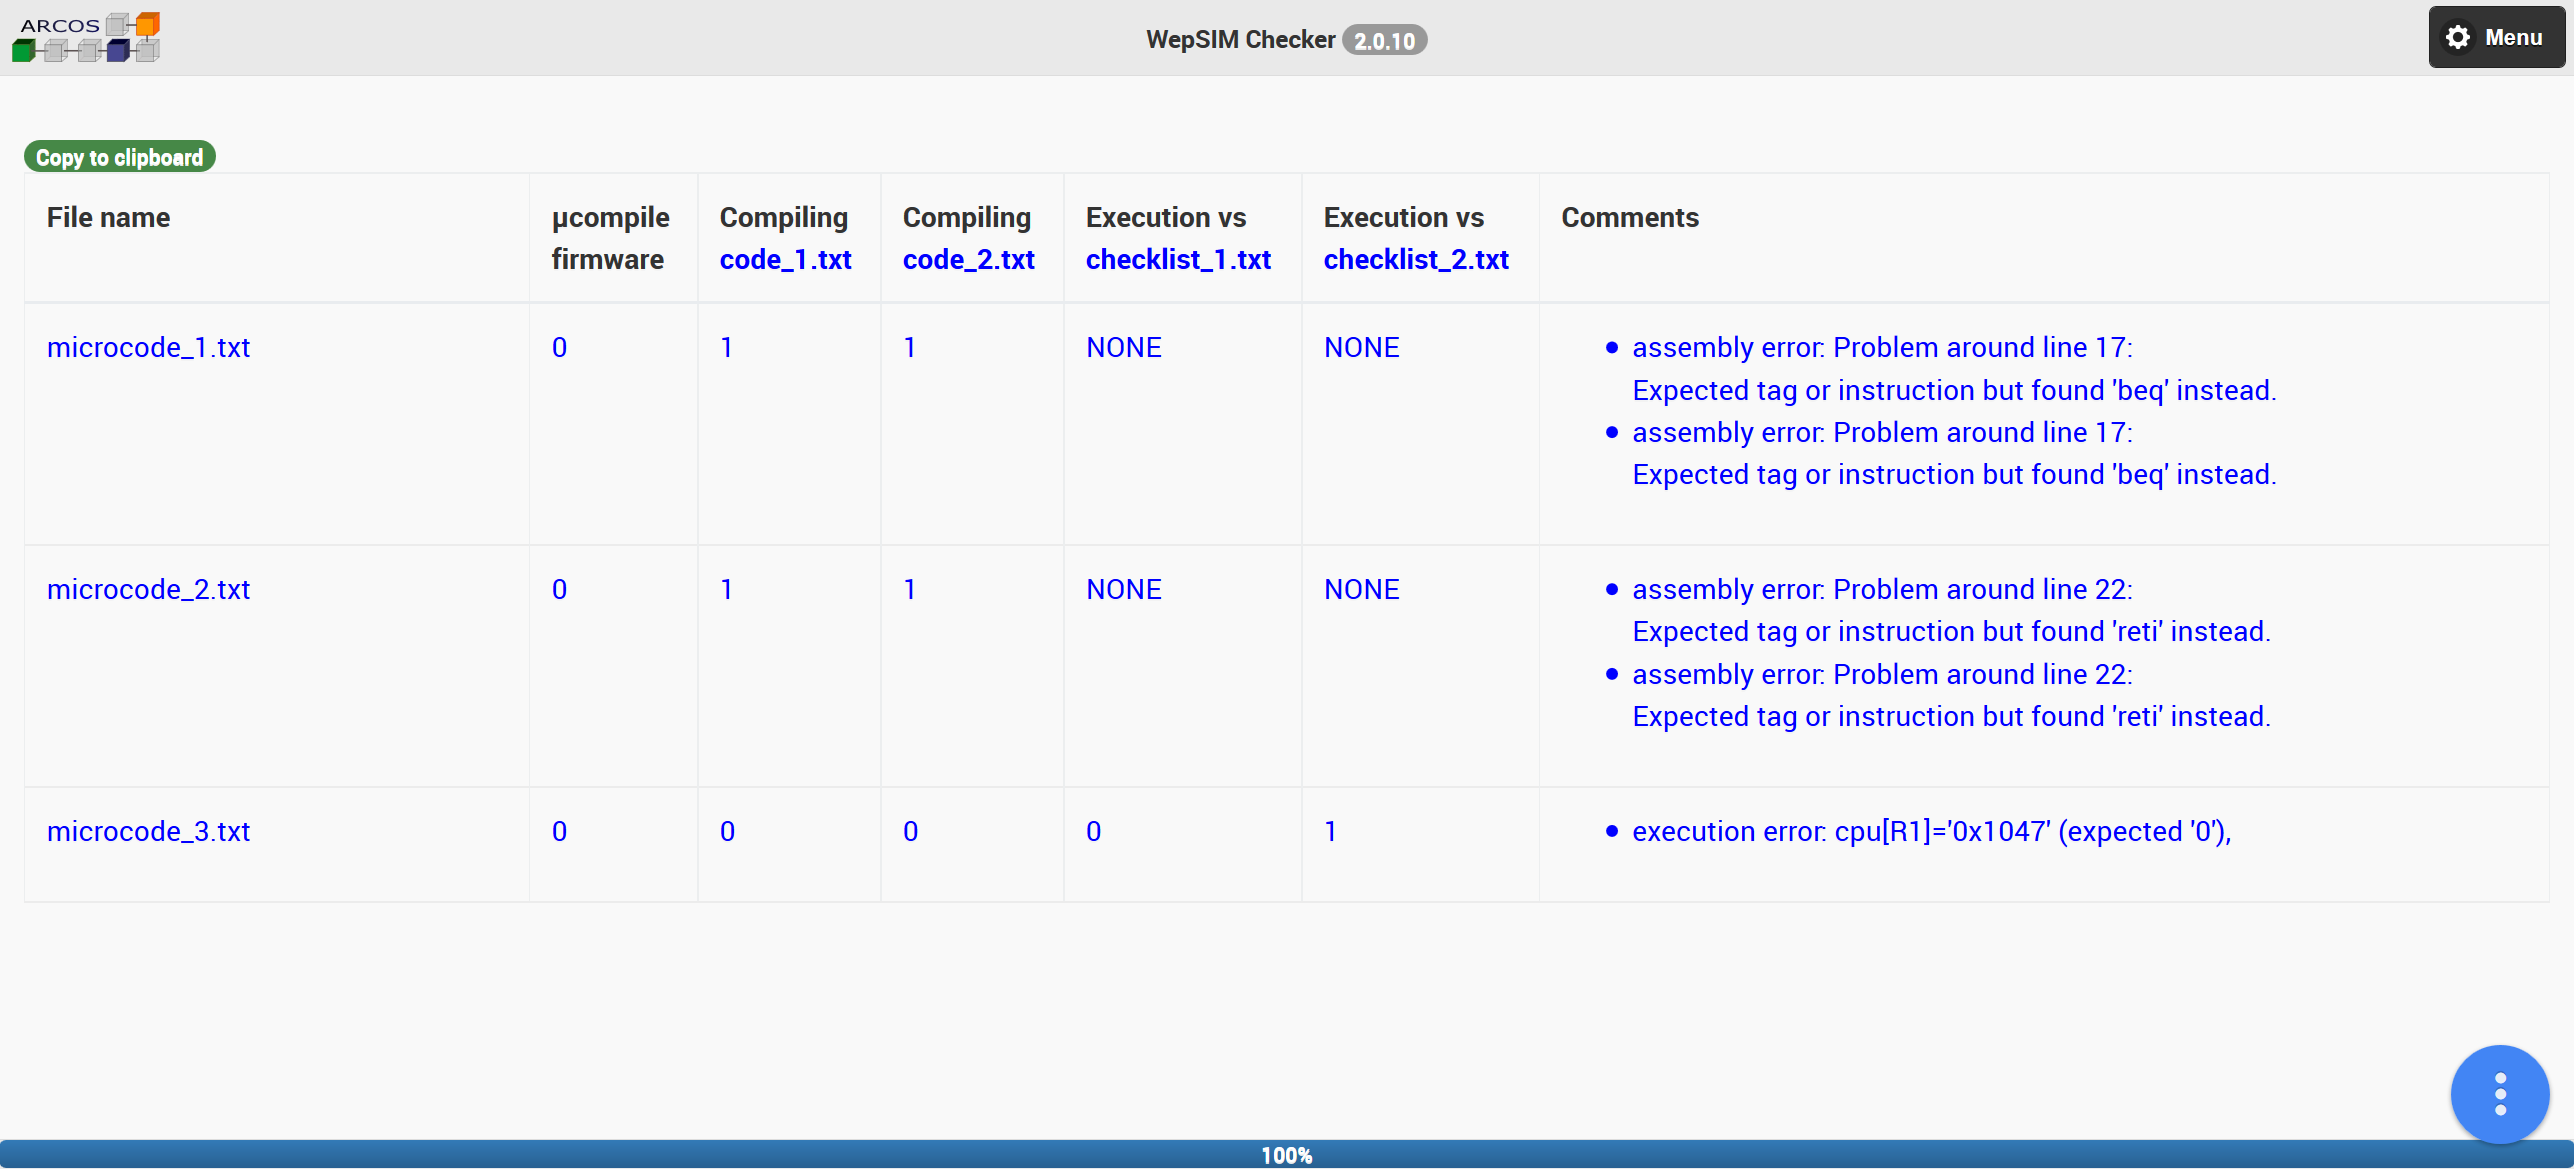 ARCOS
WepSIM Checker 2.0.10
Menu
Copy to clipboard
File name
µcompile
firmware
Compiling
code_1.txt
Compiling
code_2.txt
Execution vs
checklist_1.txt
Execution vs
checklist_2.txt
Comments
microcode_1.txt 0 1 1 NONE NONE
• assembly error: Problem around line 17:
Expected tag or instruction but found 'beq' instead.
• assembly error: Problem around line 17:
Expected tag or instruction but found 'beq' instead.
microcode_2.txt 0 1 1 NONE NONE
• assembly error: Problem around line 22:
Expected tag or instruction but found 'reti' instead.
• assembly error: Problem around line 22:
Expected tag or instruction but found 'reti' instead.
microcode_3.txt 0 0 0 0 1
• execution error: cpu[R1]='0x1047' (expected '0'),
100%